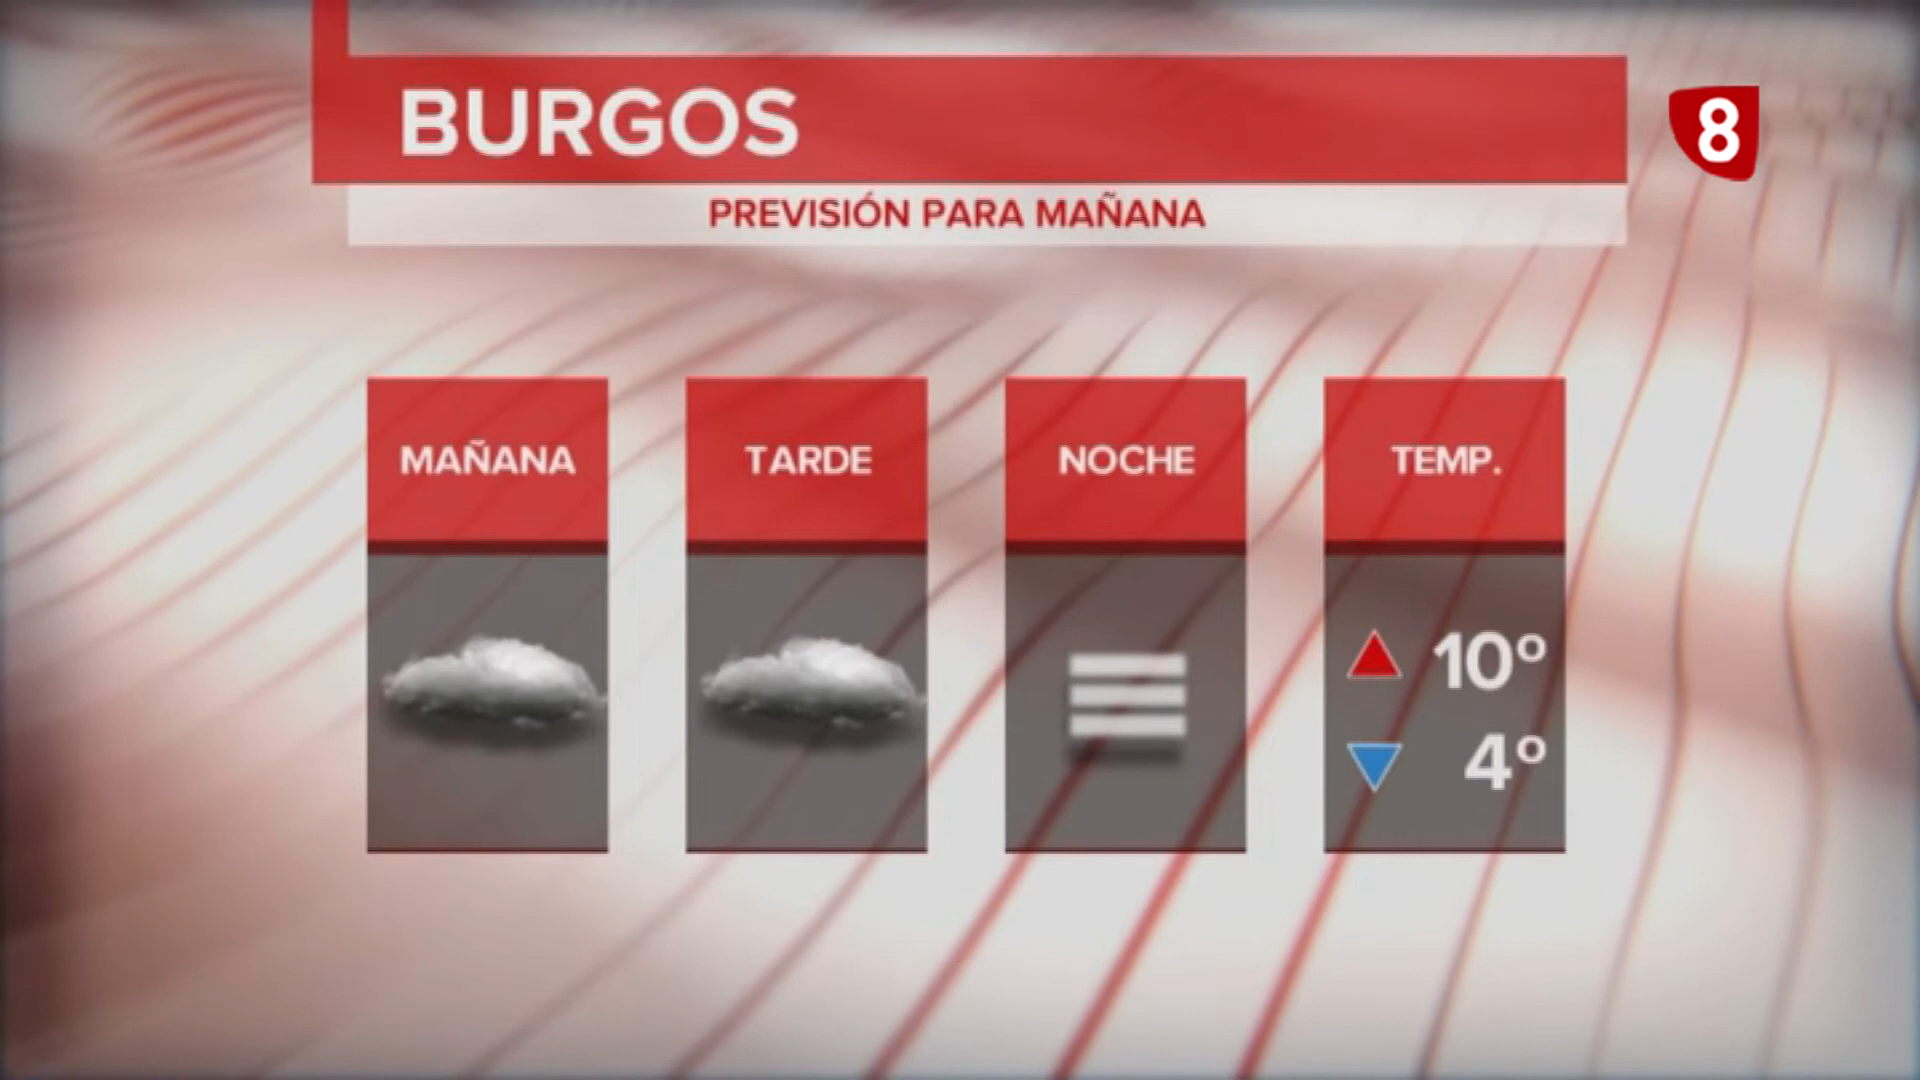 BURGOS
8
PREVISIÓN PARA MAÑANA
MAÑANA
TARDE
NOCHE
TEMP.
10º
4º